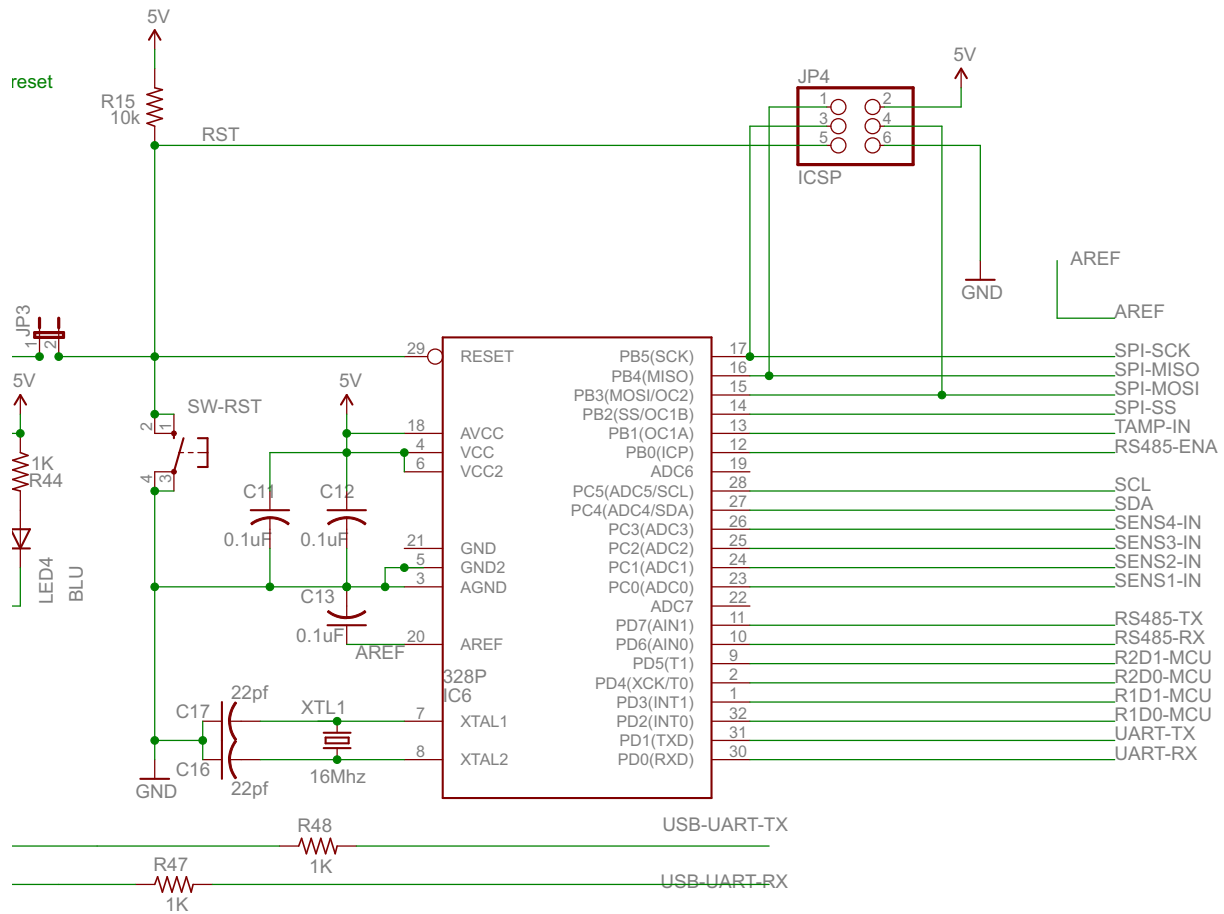 5V
reset
R15
10k
RST
JP4
5V
1
2
3
4
5
6
ICSP
GND
AREF
AREF
JP3
1
2
5V
1K
R44
LED4
BLU
SW-RST
2
1
4
3
5V
C11
0.1uF
C12
0.1uF
C13
0.1uF
AREF
29
RESET
18
AVCC
4
VCC
6
VCC2
21
GND
5
GND2
3
AGND
20
AREF
328P
IC6
7
XTAL1
8
XTAL2
C17
22pf
C16
22pf
XTL1
16Mhz
GND
PB5(SCK) 17 SPI-SCK
PB4(MISO) 16 SPI-MISO
PB3(MOSI/OC2) 15 SPI-MOSI
PB2(SS/OC1B) 14 SPI-SS
PB1(OC1A) 13 TAMP-IN
PB0(ICP) 12 RS485-ENA
ADC6 19
PC5(ADC5/SCL) 28 SCL
PC4(ADC4/SDA) 27 SDA
PC3(ADC3) 26 SENS4-IN
PC2(ADC2) 25 SENS3-IN
PC1(ADC1) 24 SENS2-IN
PC0(ADC0) 23 SENS1-IN
ADC7 22
PD7(AIN1) 11 RS485-TX
PD6(AIN0) 10 RS485-RX
PD5(T1) 9 R2D1-MCU
PD4(XCK/T0) 2 R2D0-MCU
PD3(INT1) 1 R1D1-MCU
PD2(INT0) 32 R1D0-MCU
PD1(TXD) 31 UART-TX
PD0(RXD) 30 UART-RX
R48
1K
USB-UART-TX
R47
1K
USB-UART-RX